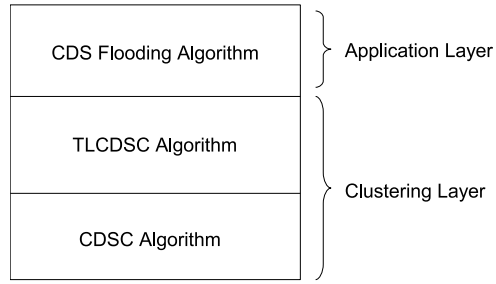 CDS Flooding Algorithm
Application Layer
TLCDSC Algorithm
Clustering Layer
CDSC Algorithm